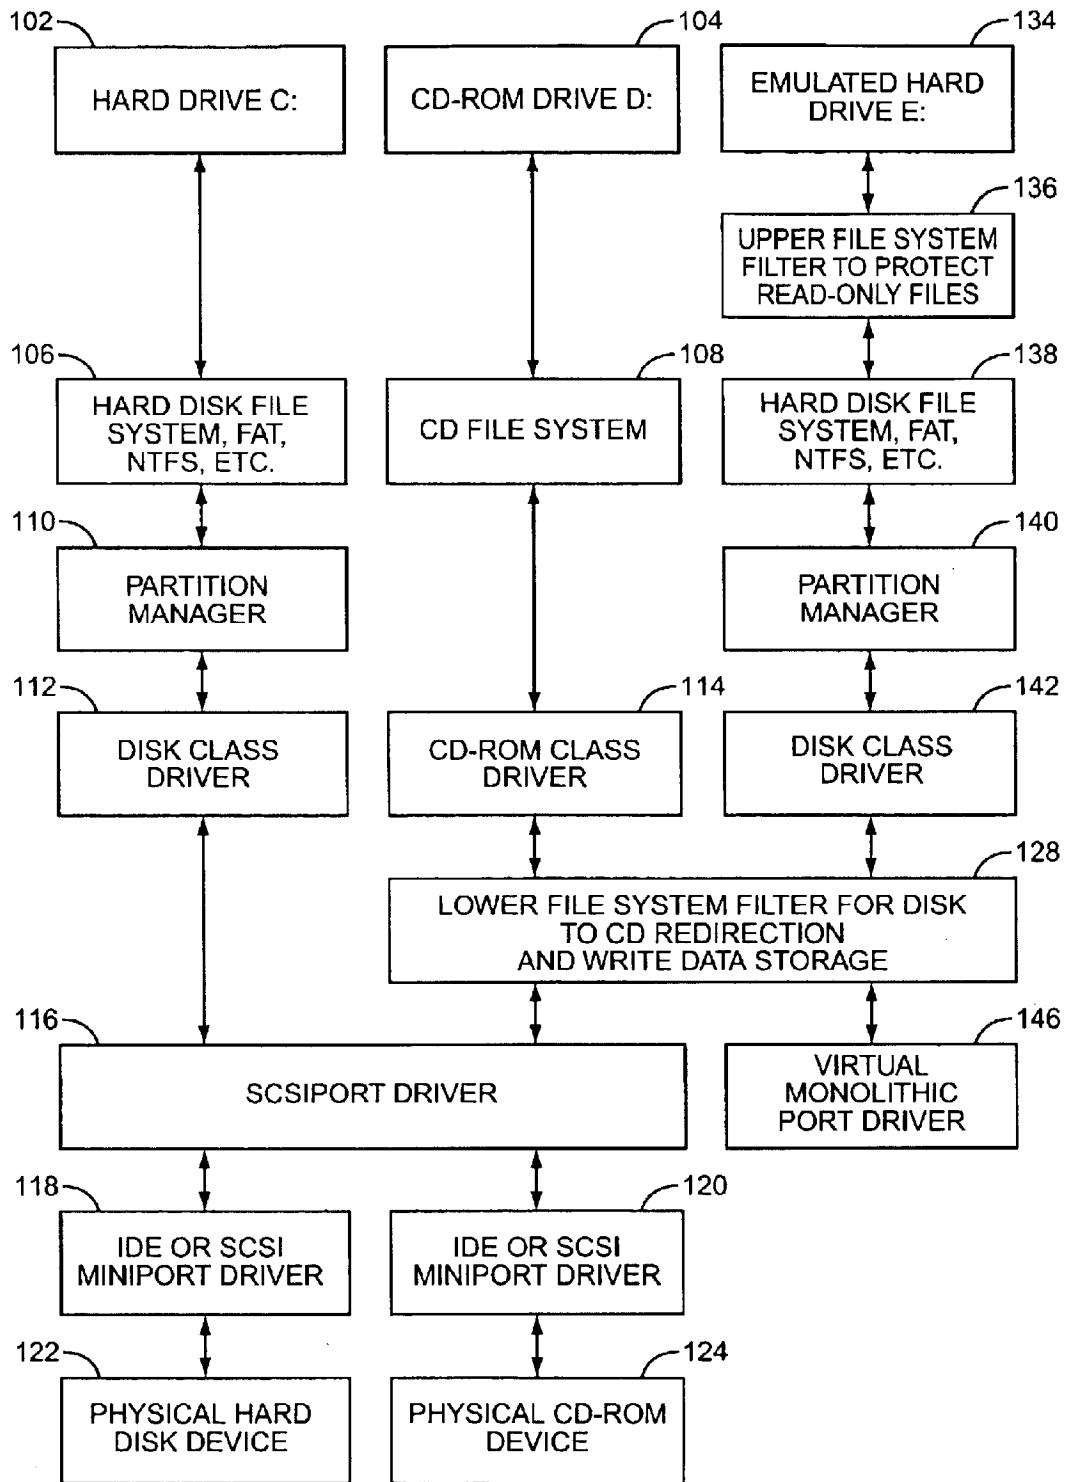 102
104
134
HARD DRIVE C:
CD-ROM DRIVE D:
EMULATED HARD
DRIVE E:
136
UPPER FILE SYSTEM
FILTER TO PROTECT
READ-ONLY FILES
106
108
138
HARD DISK FILE
SYSTEM, FAT,
NTFS, ETC.
CD FILE SYSTEM
HARD DISK FILE
SYSTEM, FAT,
NTFS, ETC.
110
140
PARTITION
MANAGER
PARTITION
MANAGER
112
114
142
DISK CLASS
DRIVER
CD-ROM CLASS
DRIVER
DISK CLASS
DRIVER
128
LOWER FILE SYSTEM FILTER FOR DISK
TO CD REDIRECTION
AND WRITE DATA STORAGE
116
146
SCSIPORT DRIVER
VIRTUAL
MONOLITHIC
PORT DRIVER
118
120
IDE OR SCSI
MINIPORT DRIVER
IDE OR SCSI
MINIPORT DRIVER
122
124
PHYSICAL HARD
DISK DEVICE
PHYSICAL CD-ROM
DEVICE